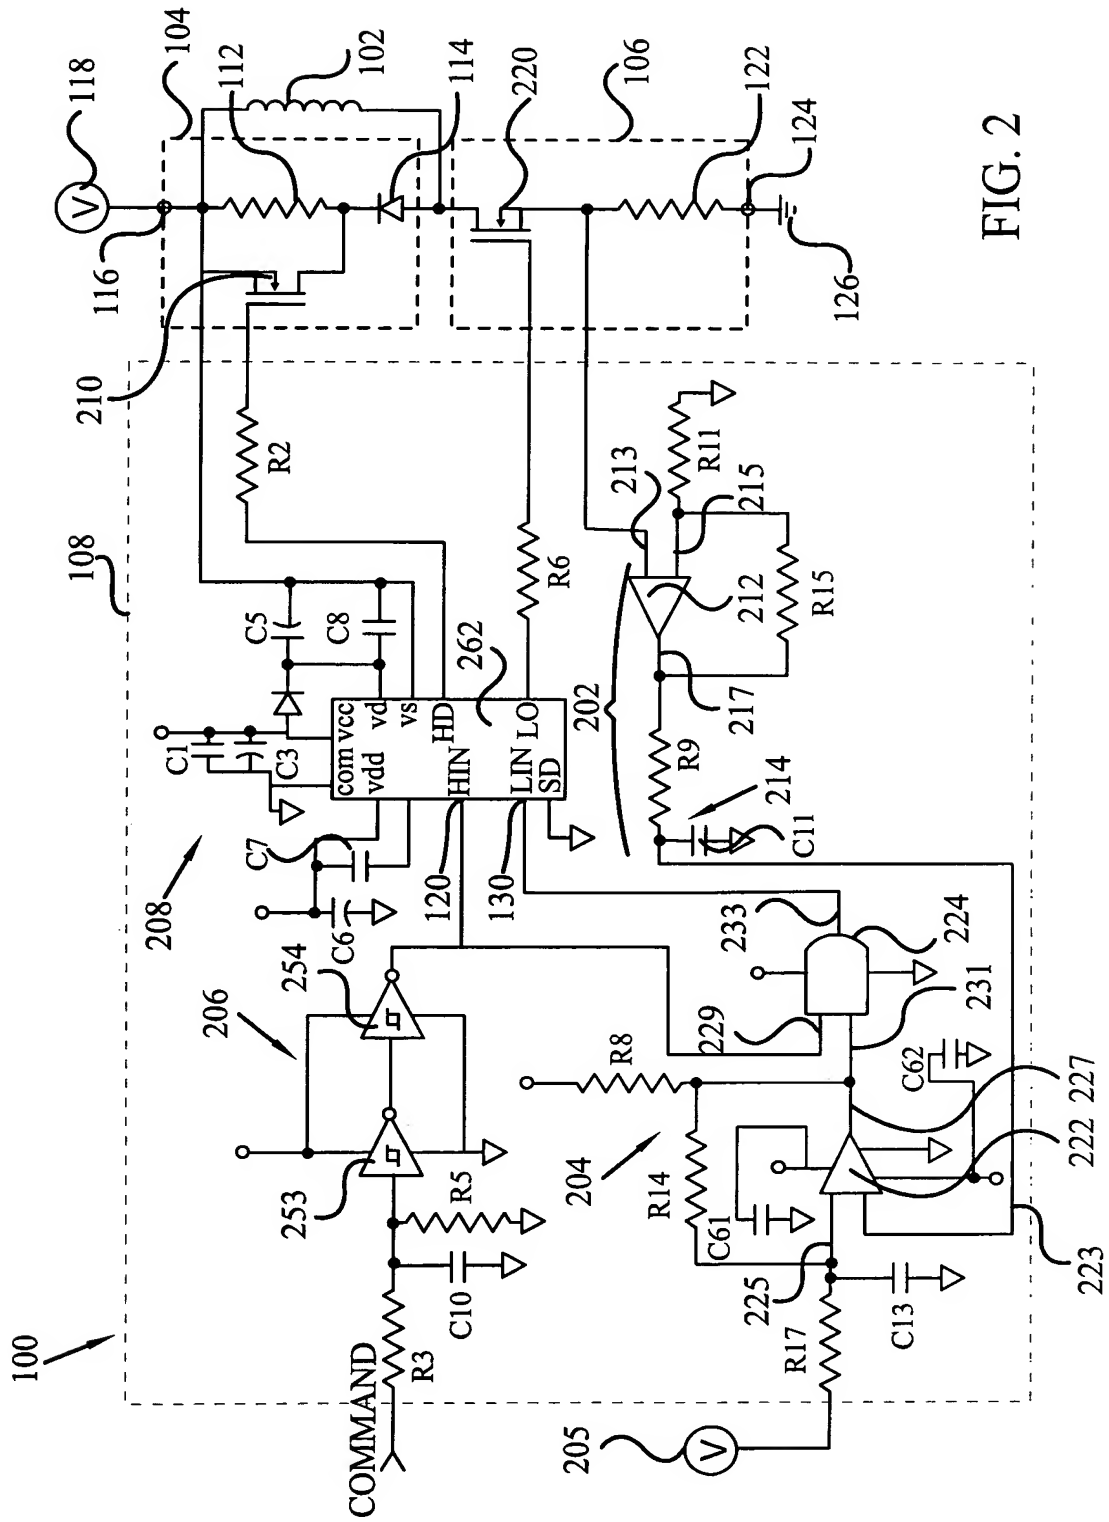 100
COMMAND
R3
C10
R5
253
206
254
208
C6
C7
C1
C3
C5
C8
com vcc
vdd
vd
vs
HD
HIN
262
LIN LO
SD
120
130
108
R2
R6
210
116
118
V
104
112
102
114
220
106
122
124
126
202
213
215
212
217
R11
R15
R9
214
C11
233
224
229
231
R8
204
R14
C61
C62
227
222
223
225
C13
R17
205
V
FIG. 2